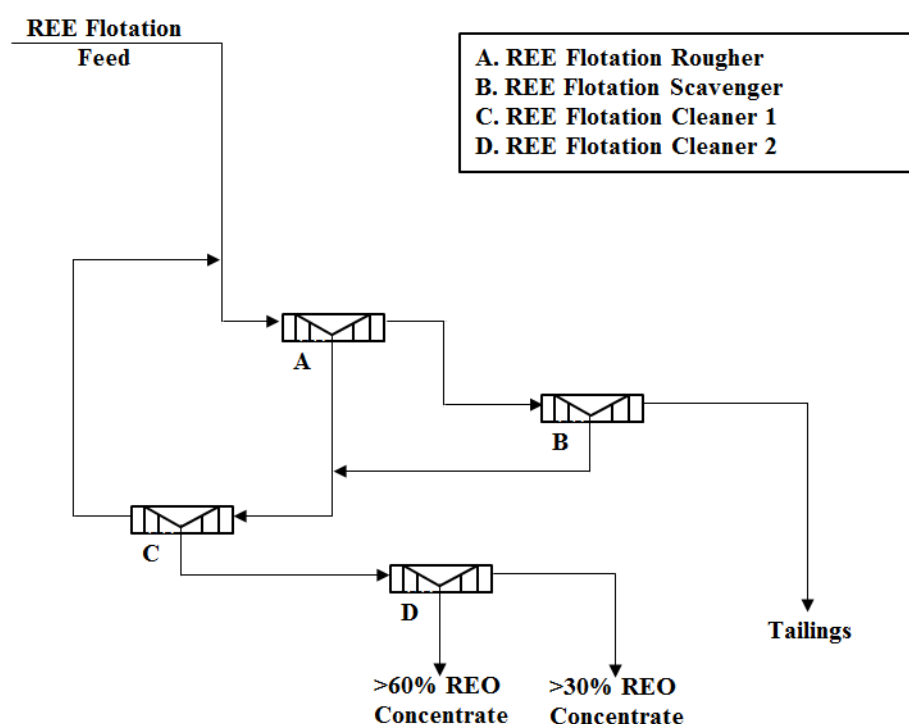 REE Flotation
Feed
A. REE Flotation Rougher
B. REE Flotation Scavenger
C. REE Flotation Cleaner 1
D. REE Flotation Cleaner 2
A
B
C
D
Tailings
>60% REO
Concentrate
>30% REO
Concentrate